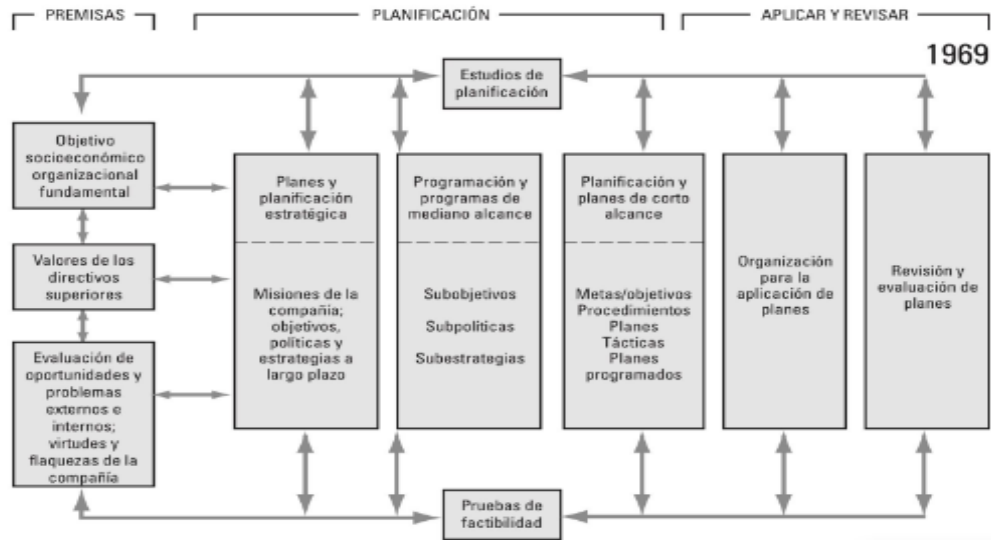 PREMISAS
PLANIFICACIÓN
APLICAR Y REVISAR
1969
Estudios de
planificación
Objetivo
socioeconómico
organizacional
fundamental
Valores de los
directivos
superiores
Evaluación de
oportunidades y
problemas
externos e
internos;
virtudes y
flaquezas de la
compañía
Planes y
planificación
estratégica
Misiones de la
compañía;
objetivos,
políticas y
estrategias a
largo plazo
Programación y
programas de
mediano alcance
Subobjetivos
Subpolíticas
Subestrategias
Planificación y
planes de corto
alcance
Metas/objetivos
Procedimientos
Planes
Tácticas
Planes
programados
Organización
para la
aplicación de
planes
Revisión y
evaluación de
planes
Pruebas de
factibilidad